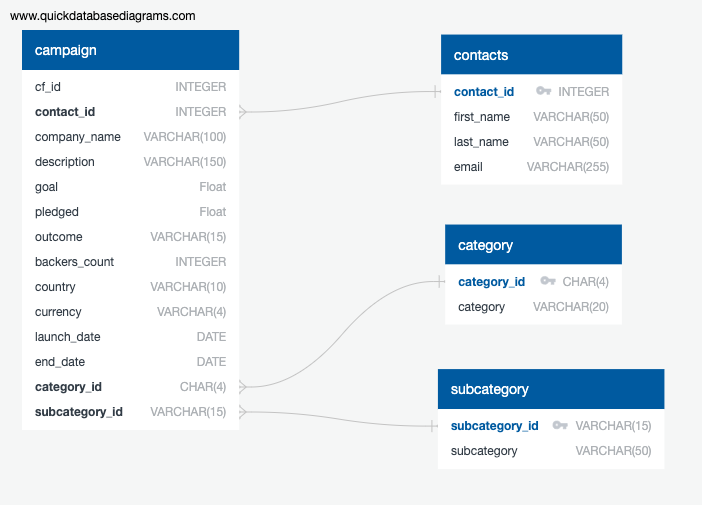 www.quickdatabasediagrams.com
campaign
cf_id INTEGER
contact_id INTEGER
company_name VARCHAR(100)
description VARCHAR(150)
goal Float
pledged Float
outcome VARCHAR(15)
backers_count INTEGER
country VARCHAR(10)
currency VARCHAR(4)
launch_date DATE
end_date DATE
category_id CHAR(4)
subcategory_id VARCHAR(15)
contacts
contact_id INTEGER
first_name VARCHAR(50)
last_name VARCHAR(50)
email VARCHAR(255)
category
category_id CHAR(4)
category VARCHAR(20)
subcategory
subcategory_id VARCHAR(15)
subcategory VARCHAR(50)